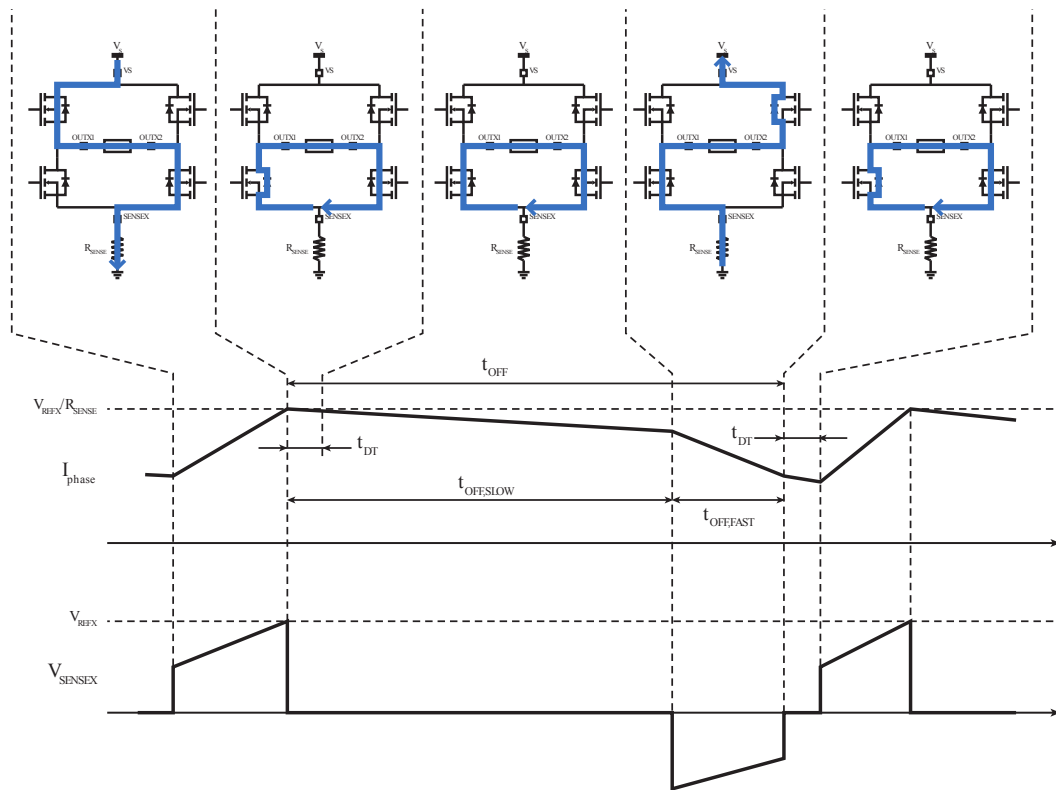 Vs Vs Vs Vs Vs
VS VS VS VS VS
OUTX1 OUTX2 OUTX1 OUTX2 OUTX1 OUTX2 OUTX1 OUTX2 OUTX1 OUTX2
SENSEX SENSEX SENSEX SENSEX SENSEX
RSENSE RSENSE RSENSE RSENSE RSENSE
tOFF
VREFX/RSENSE
tDT tDT
Iphase
tOFF,SLOW
tOFF,FAST
VREFX
VSENSEX